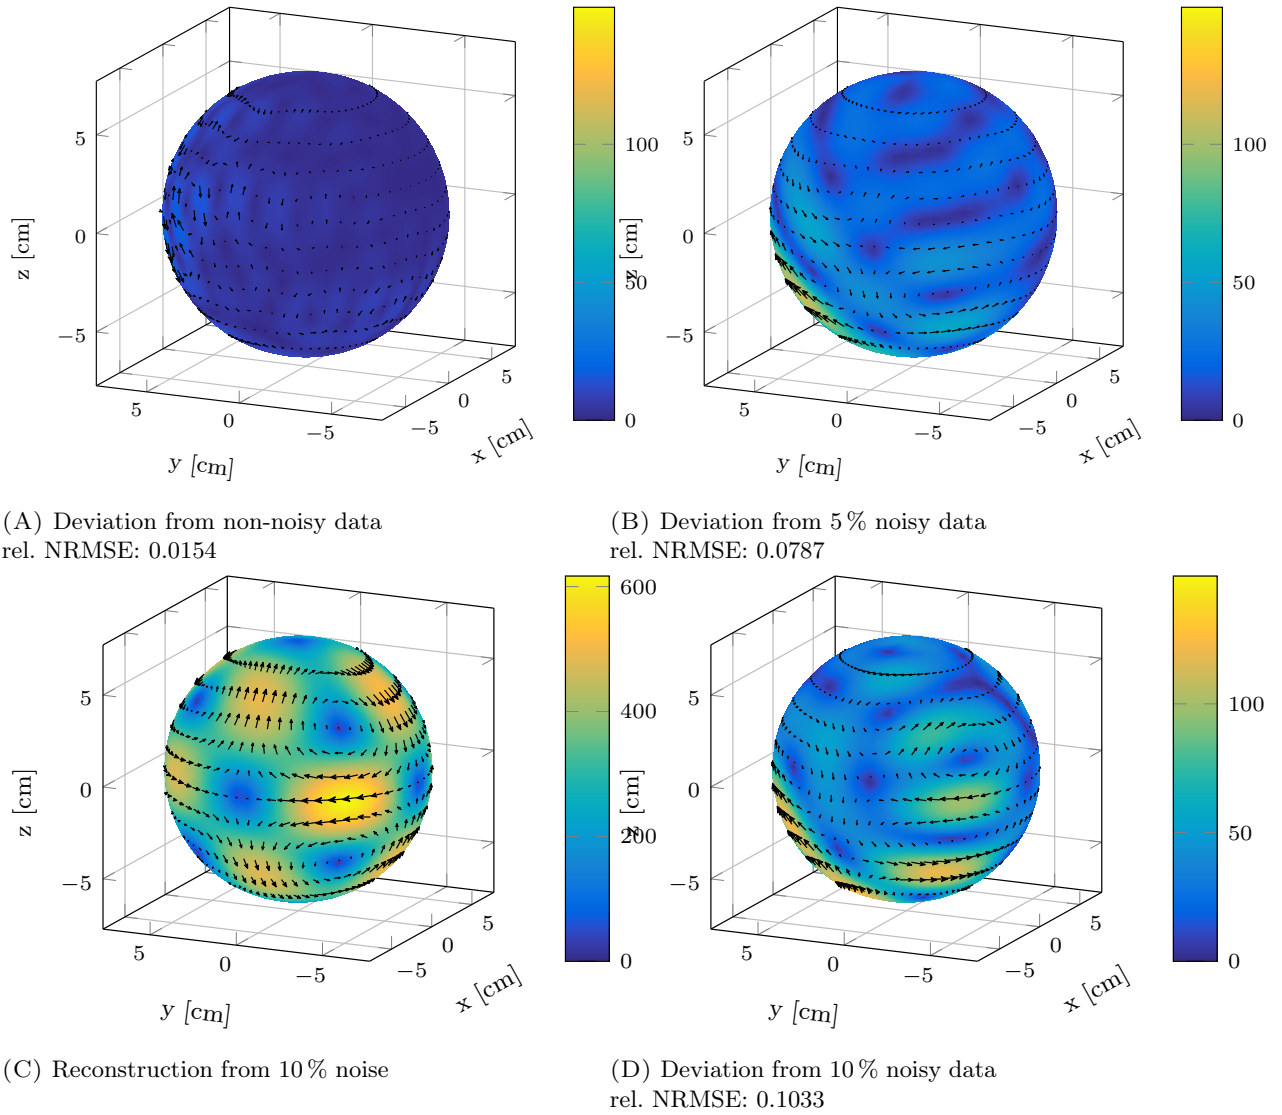 100
50
0
5
0
−5
z [cm]
5
0
−5
y [cm]
−5
0
5
x [cm]
100
50
0
5
0
−5
z [cm]
5
0
−5
y [cm]
−5
0
5
x [cm]
(A) Deviation from non-noisy data
rel. NRMSE: 0.0154
(B) Deviation from 5 % noisy data
rel. NRMSE: 0.0787
600
400
200
0
5
0
−5
z [cm]
5
0
−5
y [cm]
−5
0
5
x [cm]
100
50
0
5
0
−5
z [cm]
5
0
−5
y [cm]
−5
0
5
x [cm]
(C) Reconstruction from 10 % noise
(D) Deviation from 10 % noisy data
rel. NRMSE: 0.1033